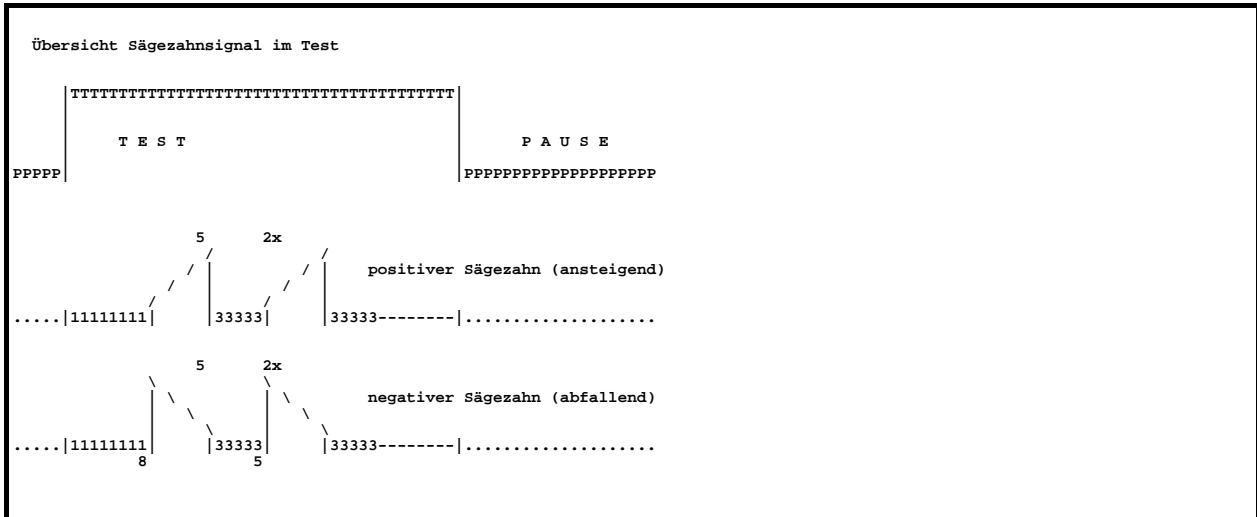 Übersicht Sägezahnsignal im Test
|TTTTTTTTTTTTTTTTTTTTTTTTTTTTTTTTTTTTTTTT|
T E S T P A U S E
PPPPP| |PPPPPPPPPPPPPPPPPPPP
5 2x
positiver Sägezahn (ansteigend)
.....|11111111| |33333| |33333--------|....................
5 2x
negativer Sägezahn (abfallend)
.....|11111111| |33333| |33333--------|....................
8 5